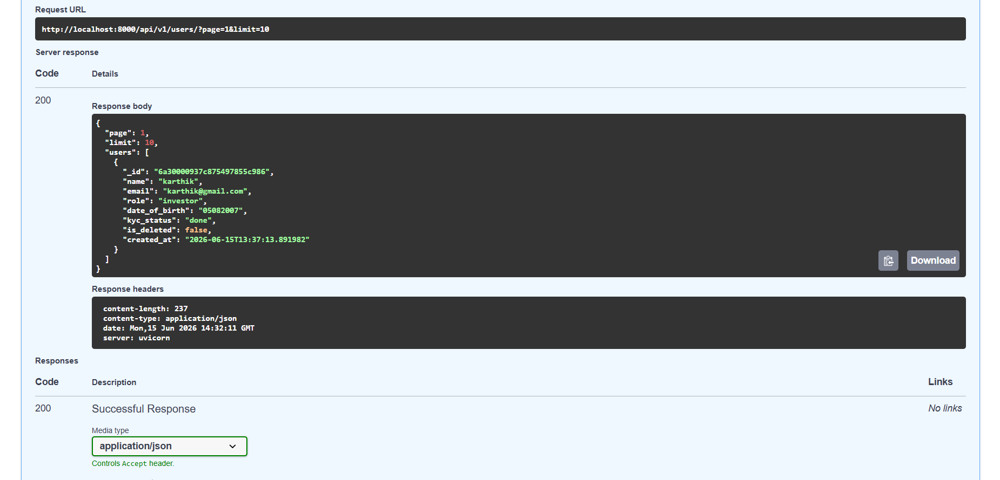 Request URL
http://localhost:8000/api/v1/users/?page=1&limit=10
Server response
Code Details
200
Response body
{
  "page": 1,
  "limit": 10,
  "users": [
    {
      "_id": "6a30000937c875497855c986",
      "name": "karthik",
      "email": "karthik@gmail.com",
      "role": "investor",
      "date_of_birth": "05082007",
      "kyc_status": "done",
      "is_deleted": false,
      "created_at": "2026-06-15T13:37:13.891982"
    }
  ]
}
Download
Response headers
content-length: 237
content-type: application/json
date: Mon,15 Jun 2026 14:32:11 GMT
server: uvicorn
Responses
Code Description Links
200 Successful Response No links
Media type
application/json
Controls Accept header.